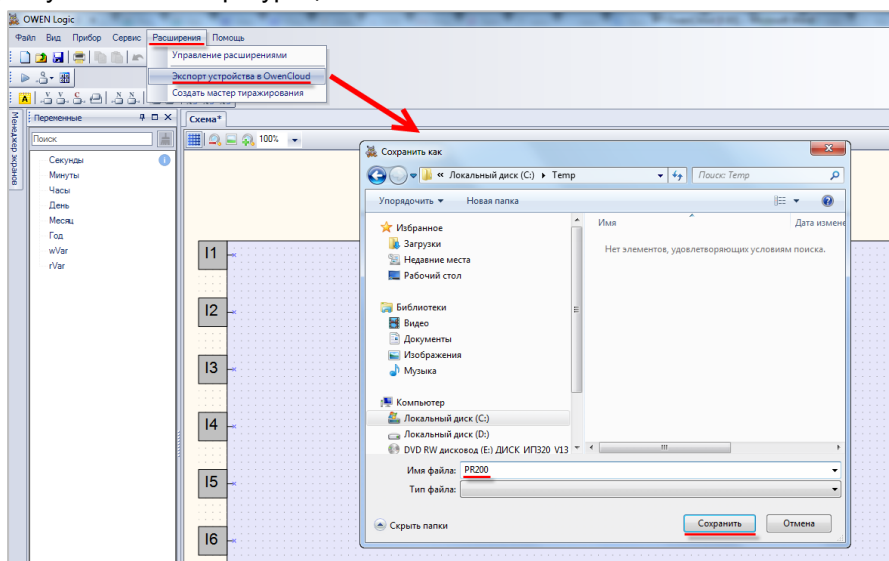 OWEN Logic
Файл Вид Прибор Сервис Расширения Помощь
Управление расширениями
Экспорт устройства в OwenCloud
Создать мастер тиражирования
Менеджер экранов
Переменные
Схема*
Поиск
100%
Секунды
Минуты
Часы
День
Месяц
Год
wVar
rVar
I1
I2
I3
I4
I5
I6
Сохранить как
« Локальный диск (C:) Temp
Поиск: Temp
Упорядочить Новая папка
Избранное
Загрузки
Недавние места
Рабочий стол
Библиотеки
Видео
Документы
Изображения
Музыка
Компьютер
Локальный диск (C:)
Локальный диск (D:)
DVD RW дисковод (E:) ДИСК ИП320 V13
Имя Дата измене
Нет элементов, удовлетворяющих условиям поиска.
Имя файла: PR200
Тип файла:
Скрыть папки
Сохранить Отмена